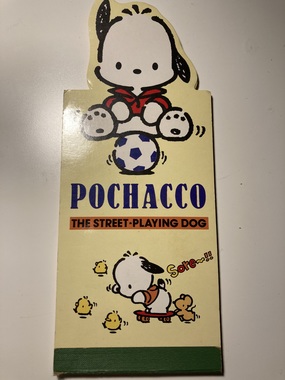 POCHACCO
THE STREET-PLAYING DOG
Sore~!!